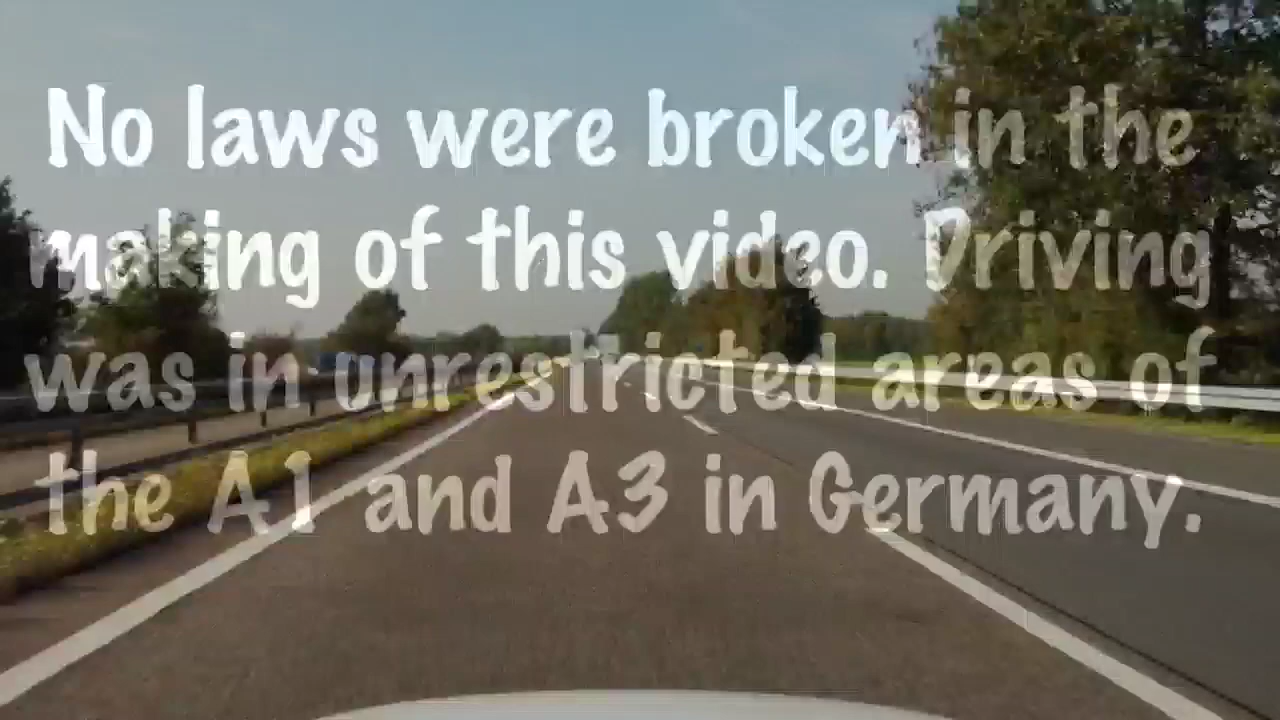 No laws were broken in the
making of this video. Driving
was in unrestricted areas of
the A1 and A3 in Germany.